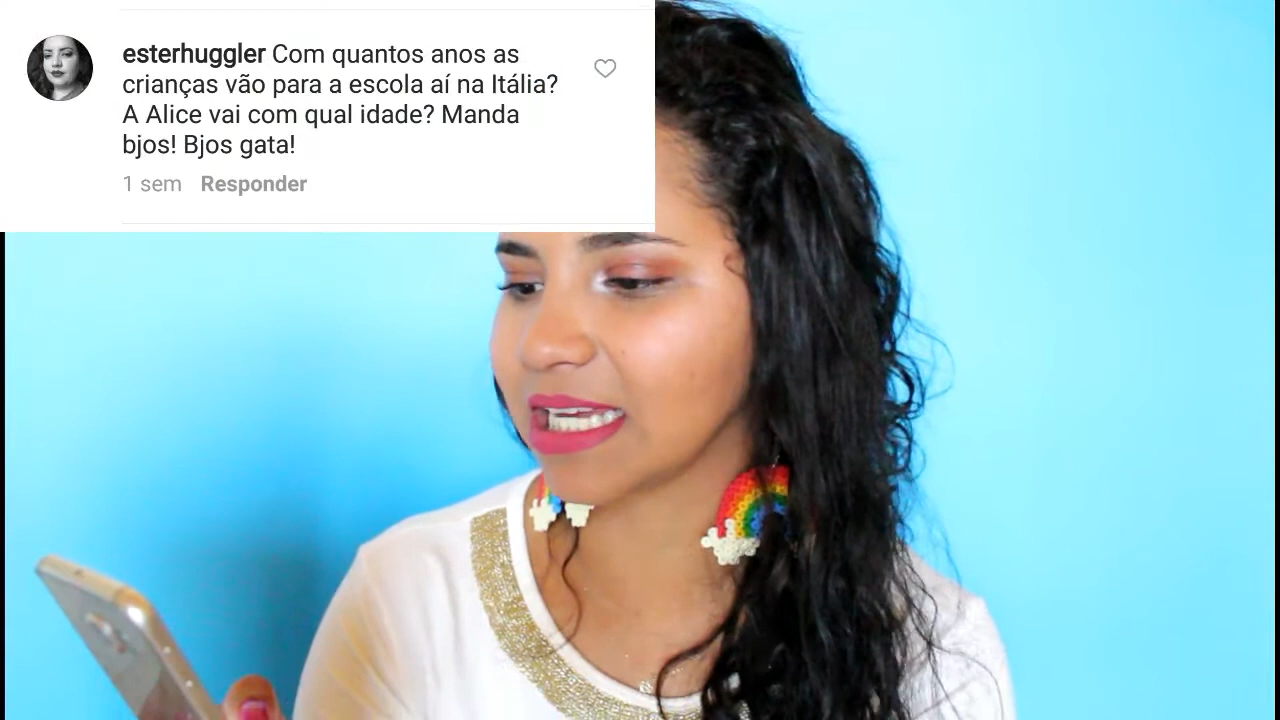 esterhuggler Com quantos anos as
crianças vão para a escola aí na Itália?
A Alice vai com qual idade? Manda
bjos! Bjos gata!
1 sem Responder